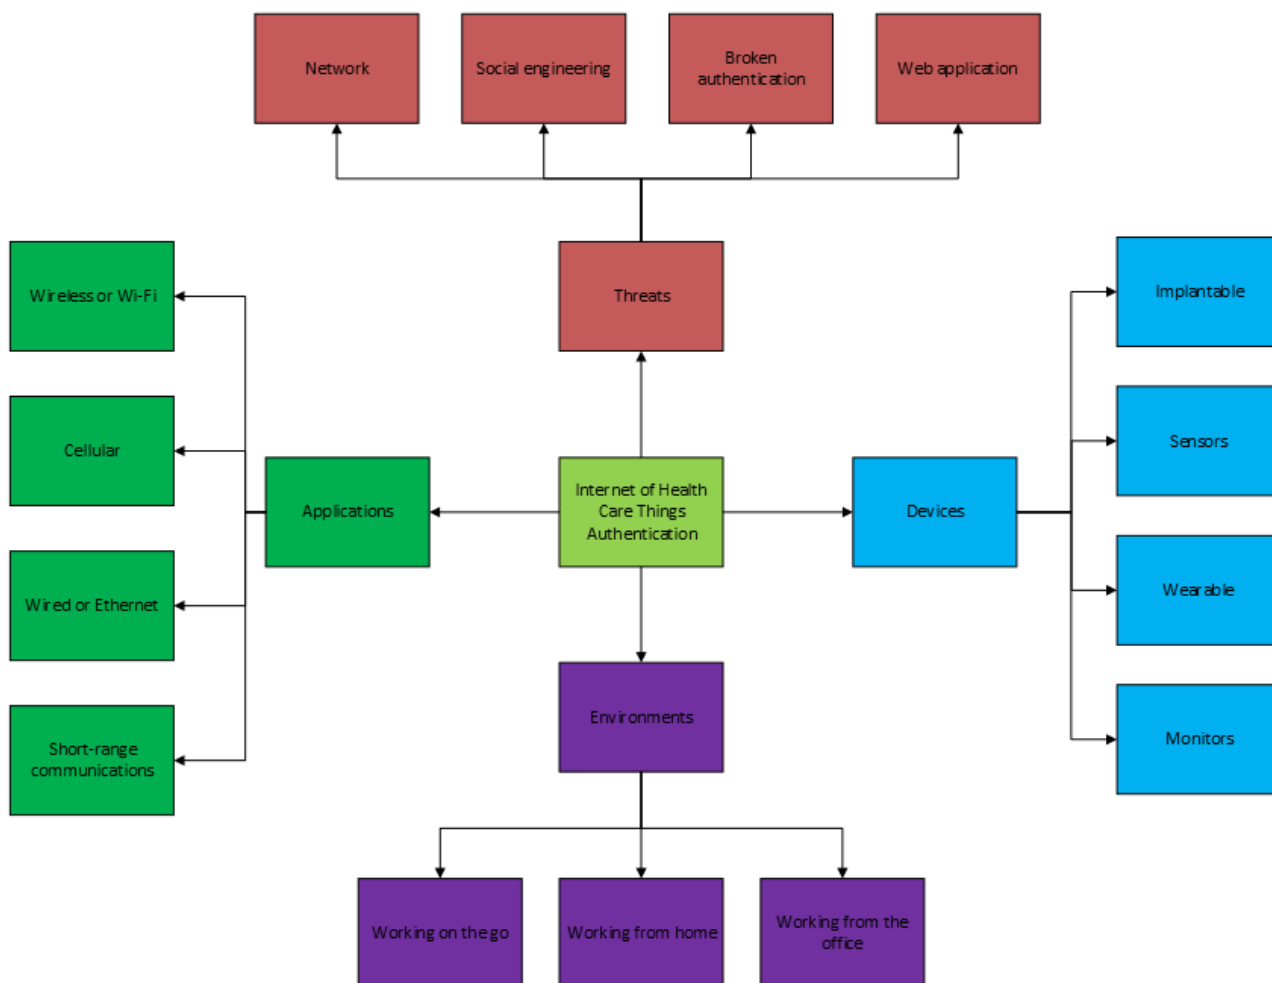 Network
Social engineering
Broken
authentication
Web application
Wireless or Wi-Fi
Threats
Implantable
Cellular
Sensors
Applications
Internet of Health
Care Things
Authentication
Devices
Wired or Ethernet
Wearable
Short-range
communications
Environments
Monitors
Working on the go
Working from home
Working from the
office